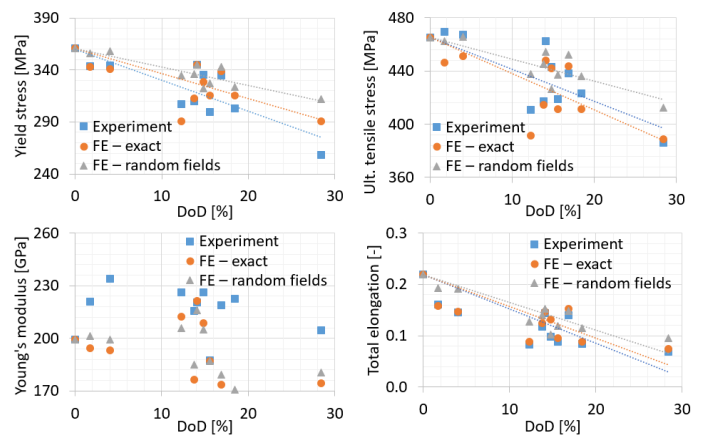 390
340
290
240
Yield stress [MPa]
Experiment
FE – exact
FE – random fields
0
10
20
30
DoD [%]
480
440
400
360
Ult. tensile stress [MPa]
Experiment
FE – exact
FE – random fields
0
10
20
30
DoD [%]
260
230
200
170
Young's modulus [GPa]
Experiment
FE – exact
FE – random fields
0
10
20
30
DoD [%]
0.3
0.2
0.1
0.0
Total elongation [-]
Experiment
FE – exact
FE – random fields
0
10
20
30
DoD [%]